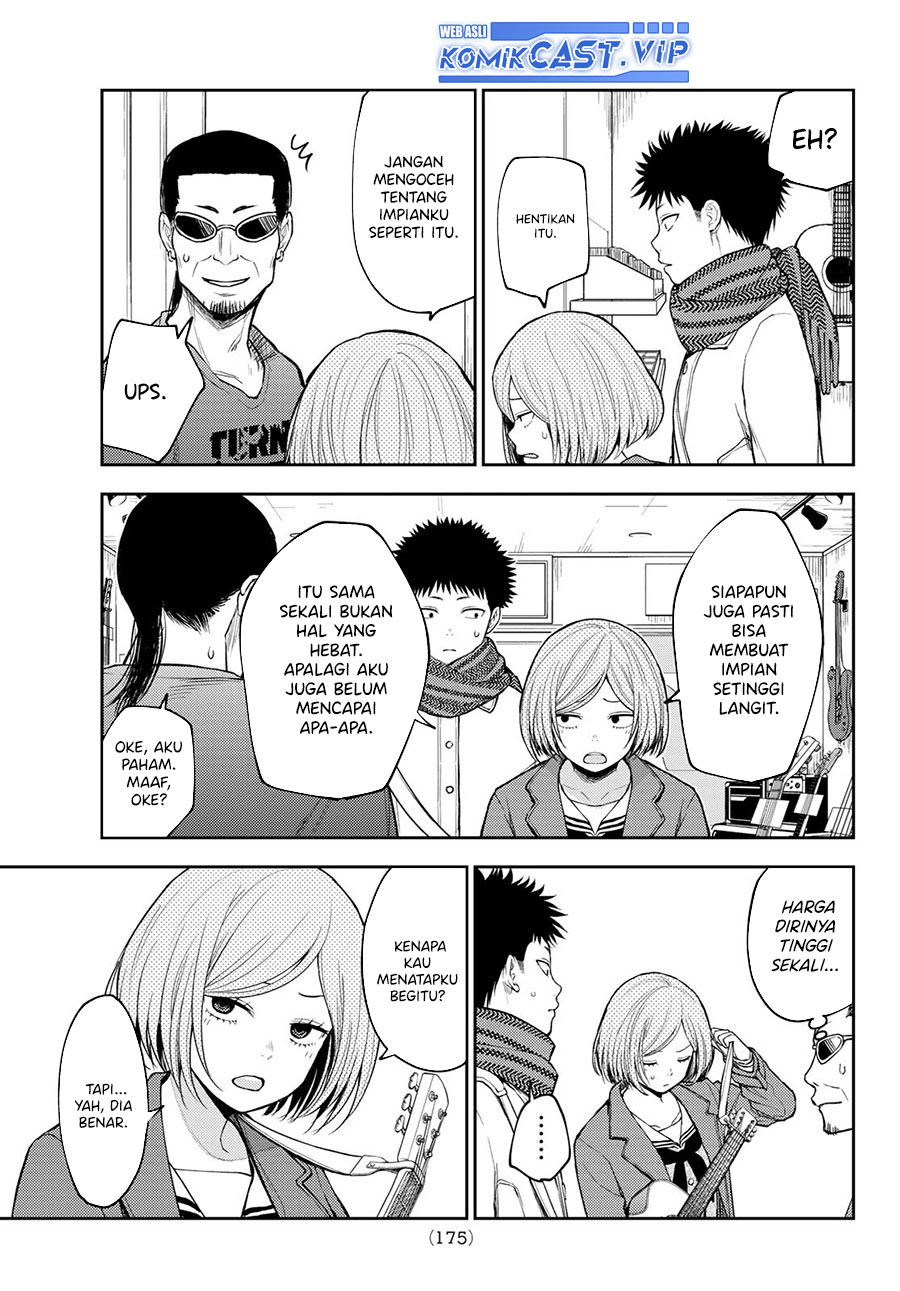 WEB ASLI
KOMIKCAST.VIP
EH?
HENTIKAN
ITU.
JANGAN
MENGOCEH
TENTANG
IMPIANKU
SEPERTI ITU.
UPS.
TURN
SIAPAPUN
JUGA PASTI
BISA
MEMBUAT
IMPIAN
SETINGGI
LANGIT.
ITU SAMA
SEKALI BUKAN
HAL YANG
HEBAT.
APALAGI AKU
JUGA BELUM
MENCAPAI
APA-APA.
OKE, AKU
PAHAM.
MAAF,
OKE?
HARGA
DIRINYA
TINGGI
SEKALI...
......
KENAPA
KAU
MENATAPKU
BEGITU?
TAPI...
YAH, DIA
BENAR.
(175)